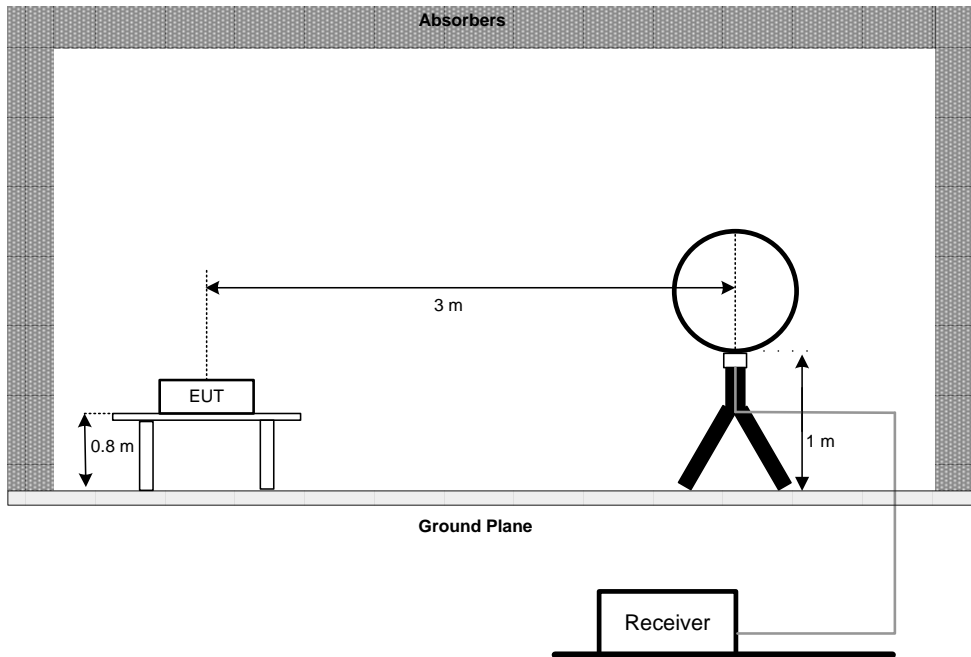 Absorbers
3 m
EUT
0.8 m
1 m
Ground Plane
Receiver